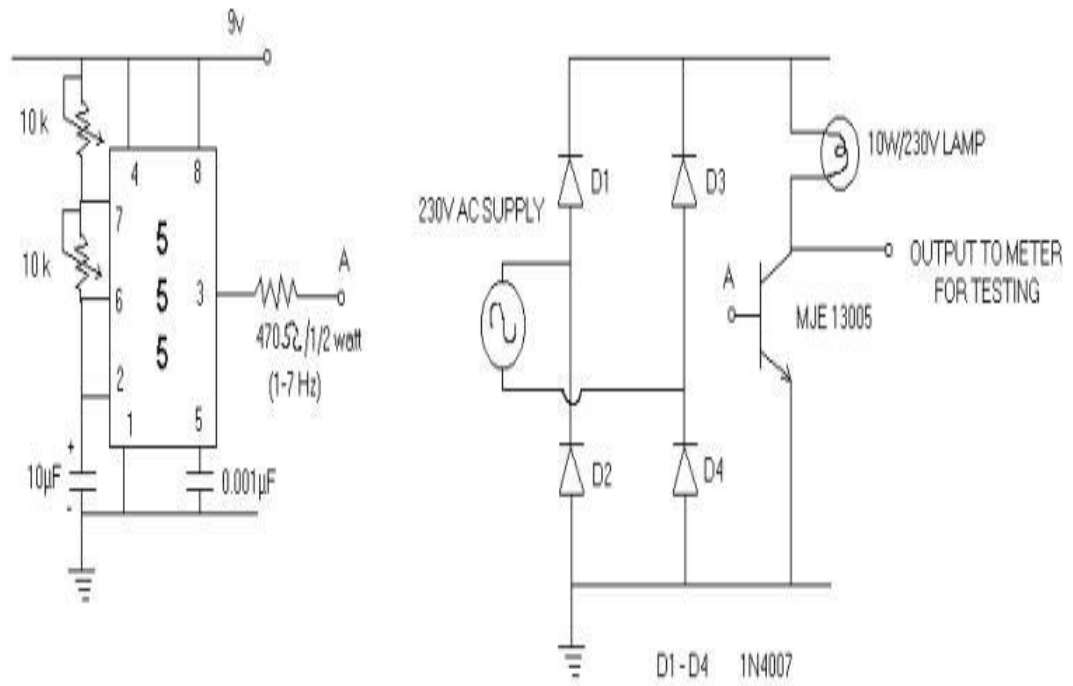 9v
10 k
4 8
7
5
5
5
10k
6
3
A
470Ω/1/2 watt
(1-7 Hz)
2
1 5
+
10µF
-
0.001µF
230V AC SUPPLY
D1
D3
10W/230V LAMP
OUTPUT TO METER
FOR TESTING
A
MJE 13005
D2
D4
D1 - D4 1N4007